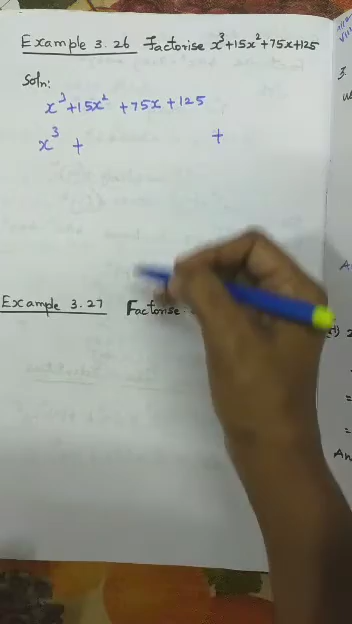 Example 3.26 Factorise x³+15x²+75x+125
Soln:
x³+15x² +75x+125
x³ + +
Example 3.27 Factorise